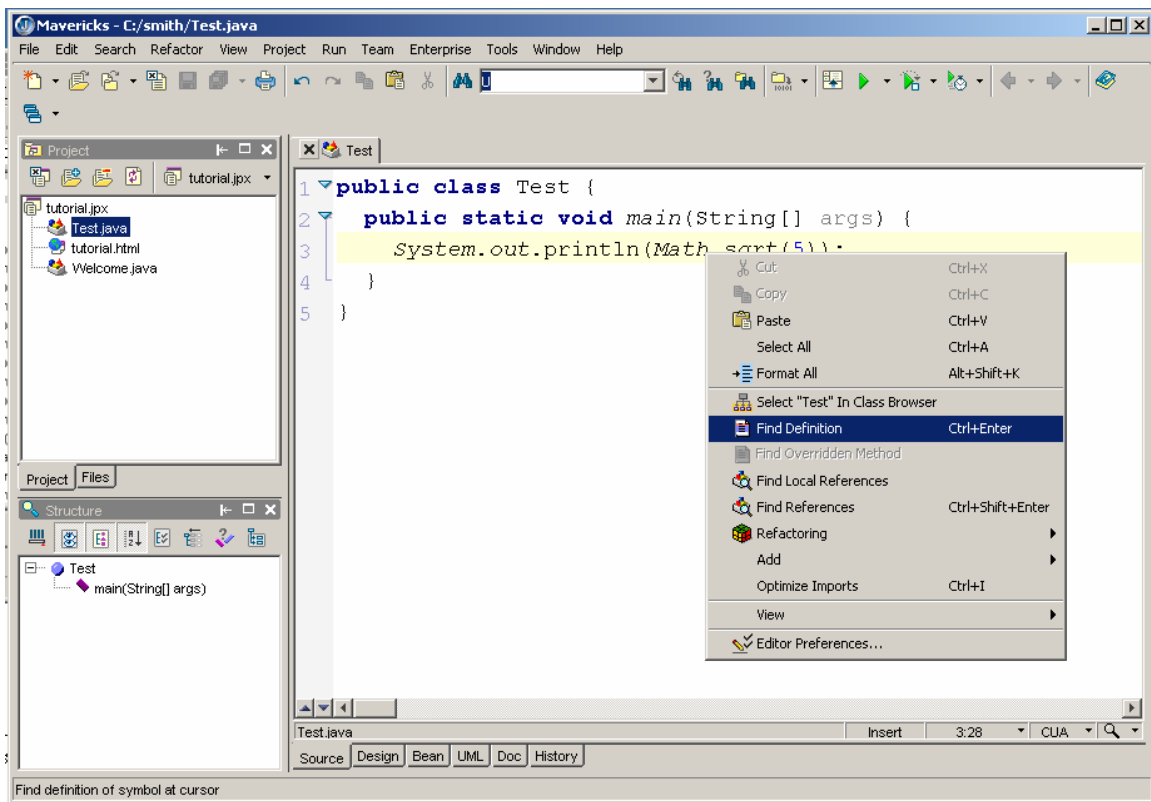 Mavericks - C:/smith/Test.java
File Edit Search Refactor View Project Run Team Enterprise Tools Window Help
Project
tutorial.jpx
tutorial.jpx
Test.java
tutorial.html
Welcome.java
Project Files
Structure
Test
main(String[] args)
Test
1 public class Test {
2 public static void main(String[] args) {
3 System.out.println(Math.sqrt(5));
4 }
5 }
Cut Ctrl+X
Copy Ctrl+C
Paste Ctrl+V
Select All Ctrl+A
Format All Alt+Shift+K
Select "Test" In Class Browser
Find Definition Ctrl+Enter
Find Overridden Method
Find Local References
Find References Ctrl+Shift+Enter
Refactoring
Add
Optimize Imports Ctrl+I
View
Editor Preferences...
Test.java Insert 3:28 CUA
Source Design Bean UML Doc History
Find definition of symbol at cursor